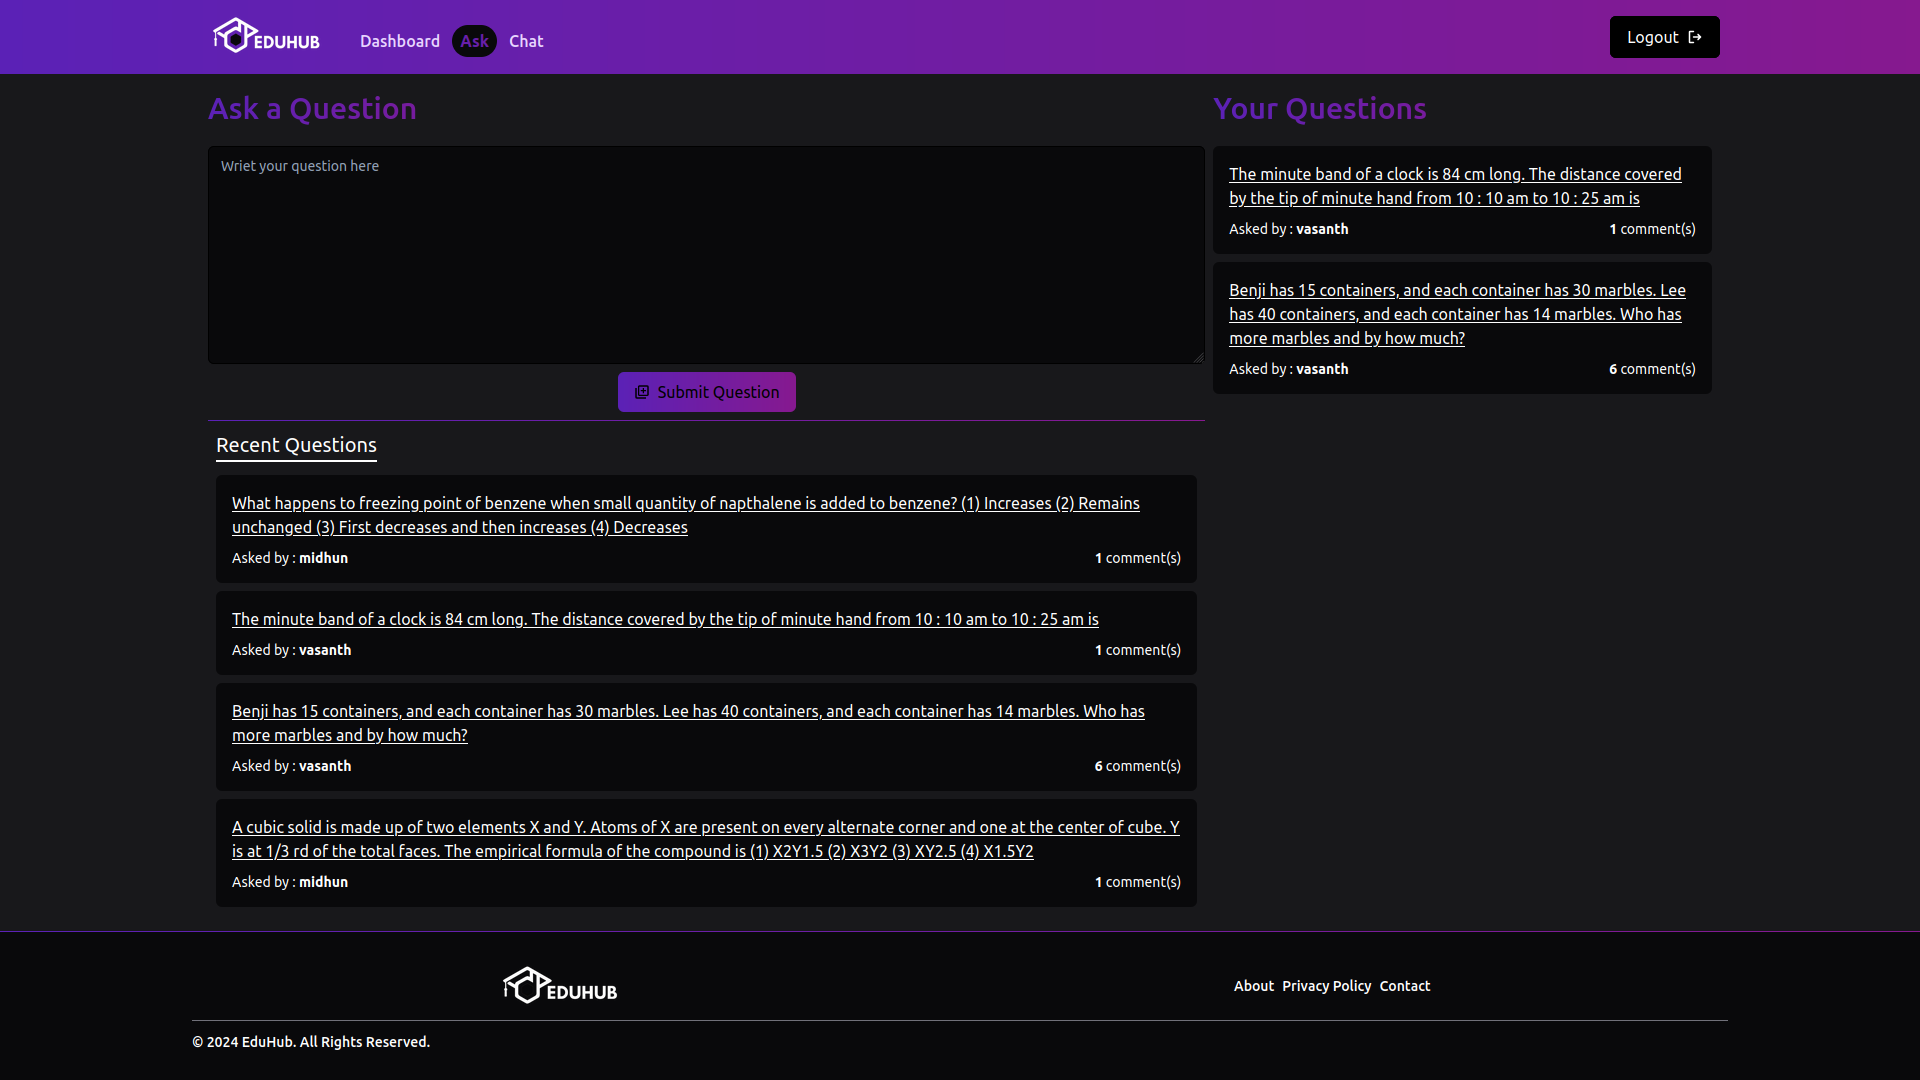 EDUHUB
Dashboard
Ask
Chat
Logout
Ask a Question
Wriet your question here
Submit Question
Recent Questions
What happens to freezing point of benzene when small quantity of napthalene is added to benzene? (1) Increases (2) Remains
unchanged (3) First decreases and then increases (4) Decreases
Asked by : midhun
1 comment(s)
The minute band of a clock is 84 cm long. The distance covered by the tip of minute hand from 10 : 10 am to 10 : 25 am is
Asked by : vasanth
1 comment(s)
Benji has 15 containers, and each container has 30 marbles. Lee has 40 containers, and each container has 14 marbles. Who has
more marbles and by how much?
Asked by : vasanth
6 comment(s)
A cubic solid is made up of two elements X and Y. Atoms of X are present on every alternate corner and one at the center of cube. Y
is at 1/3 rd of the total faces. The empirical formula of the compound is (1) X2Y1.5 (2) X3Y2 (3) XY2.5 (4) X1.5Y2
Asked by : midhun
1 comment(s)
Your Questions
The minute band of a clock is 84 cm long. The distance covered
by the tip of minute hand from 10 : 10 am to 10 : 25 am is
Asked by : vasanth
1 comment(s)
Benji has 15 containers, and each container has 30 marbles. Lee
has 40 containers, and each container has 14 marbles. Who has
more marbles and by how much?
Asked by : vasanth
6 comment(s)
EDUHUB
About
Privacy Policy
Contact
© 2024 EduHub. All Rights Reserved.